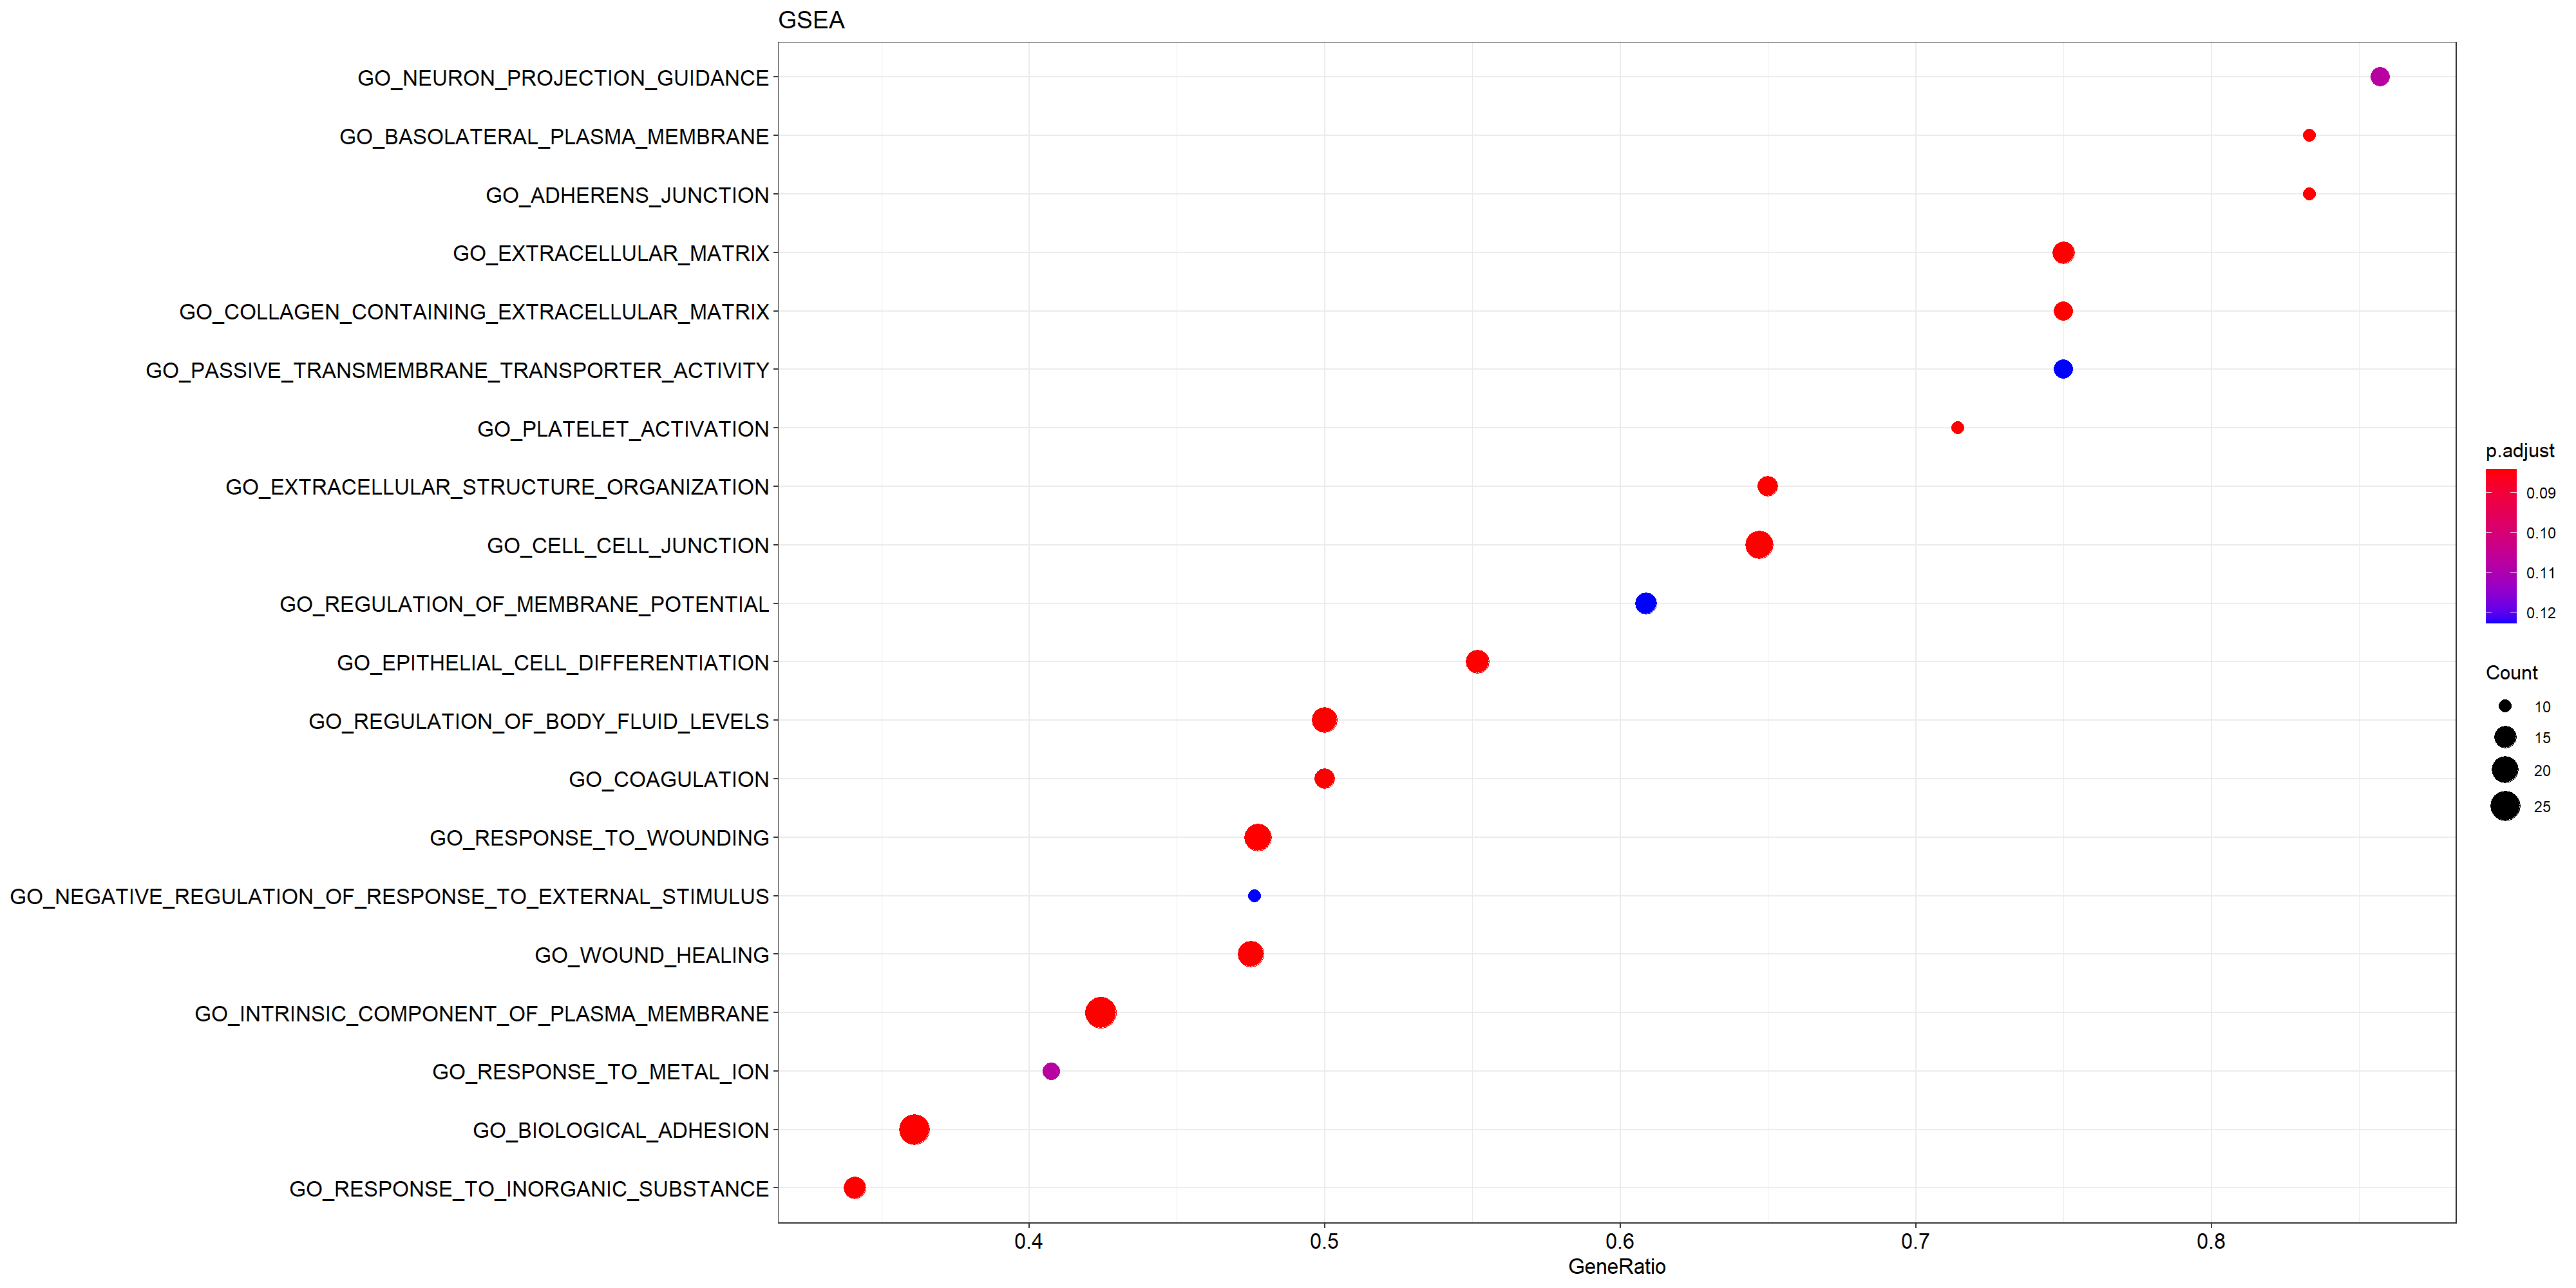 GSEA
GO_NEURON_PROJECTION_GUIDANCE
GO_BASOLATERAL_PLASMA_MEMBRANE
GO_ADHERENS_JUNCTION
GO_EXTRACELLULAR_MATRIX
GO_COLLAGEN_CONTAINING_EXTRACELLULAR_MATRIX
GO_PASSIVE_TRANSMEMBRANE_TRANSPORTER_ACTIVITY
GO_PLATELET_ACTIVATION
GO_EXTRACELLULAR_STRUCTURE_ORGANIZATION
GO_CELL_CELL_JUNCTION
GO_REGULATION_OF_MEMBRANE_POTENTIAL
GO_EPITHELIAL_CELL_DIFFERENTIATION
GO_REGULATION_OF_BODY_FLUID_LEVELS
GO_COAGULATION
GO_RESPONSE_TO_WOUNDING
GO_NEGATIVE_REGULATION_OF_RESPONSE_TO_EXTERNAL_STIMULUS
GO_WOUND_HEALING
GO_INTRINSIC_COMPONENT_OF_PLASMA_MEMBRANE
GO_RESPONSE_TO_METAL_ION
GO_BIOLOGICAL_ADHESION
GO_RESPONSE_TO_INORGANIC_SUBSTANCE
0.4 0.5 0.6 0.7 0.8
GeneRatio
p.adjust
0.09
0.10
0.11
0.12
Count
10
15
20
25